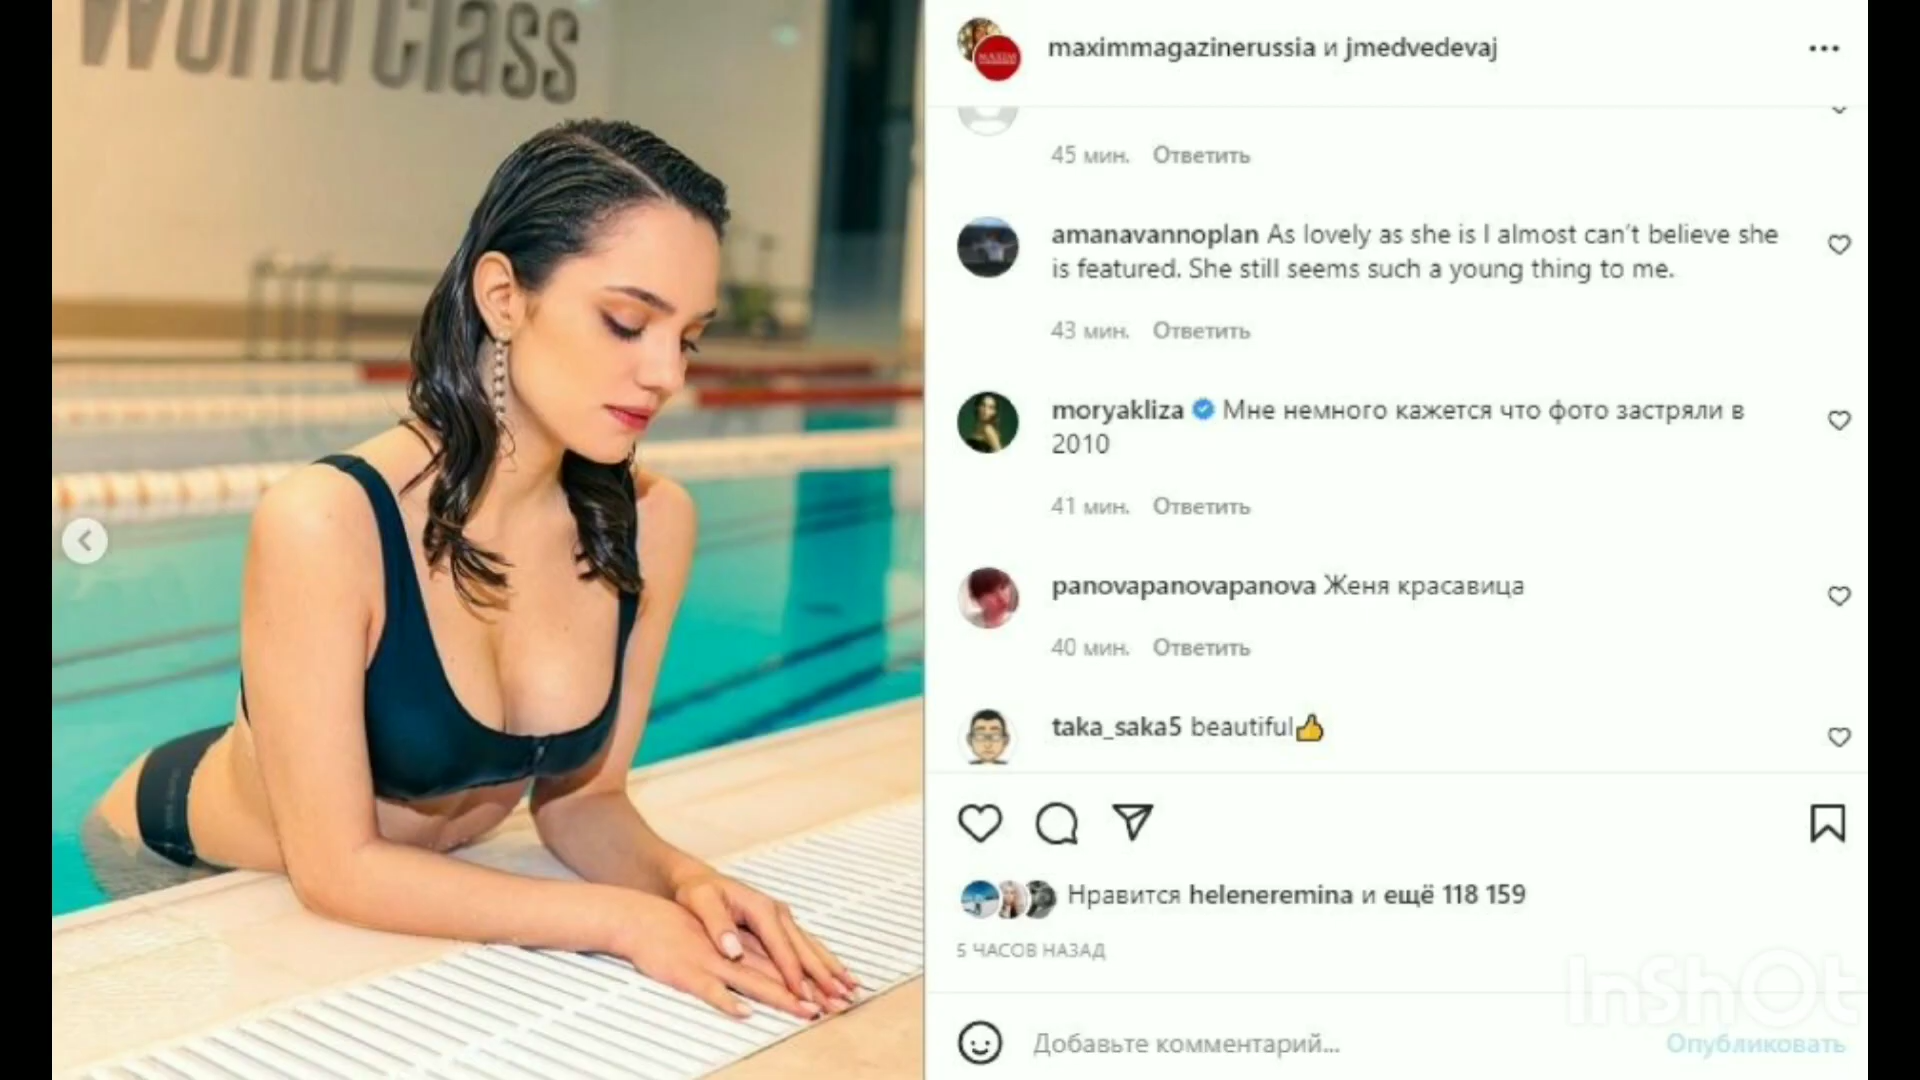 World Class
maximmagazinerussia и jmedvedevaj
45 мин. Ответить
amanavannoplan As lovely as she is I almost can't believe she
is featured. She still seems such a young thing to me.
43 мин. Ответить
moryakliza Мне немного кажется что фото застряли в
2010
41 мин. Ответить
panovapanovapanova Женя красавица
40 мин. Ответить
taka_saka5 beautiful👍
Нравится heleneremina и ещё 118 159
5 ЧАСОВ НАЗАД
Добавьте комментарий...
Опубликовать
InShOt
MAXIM